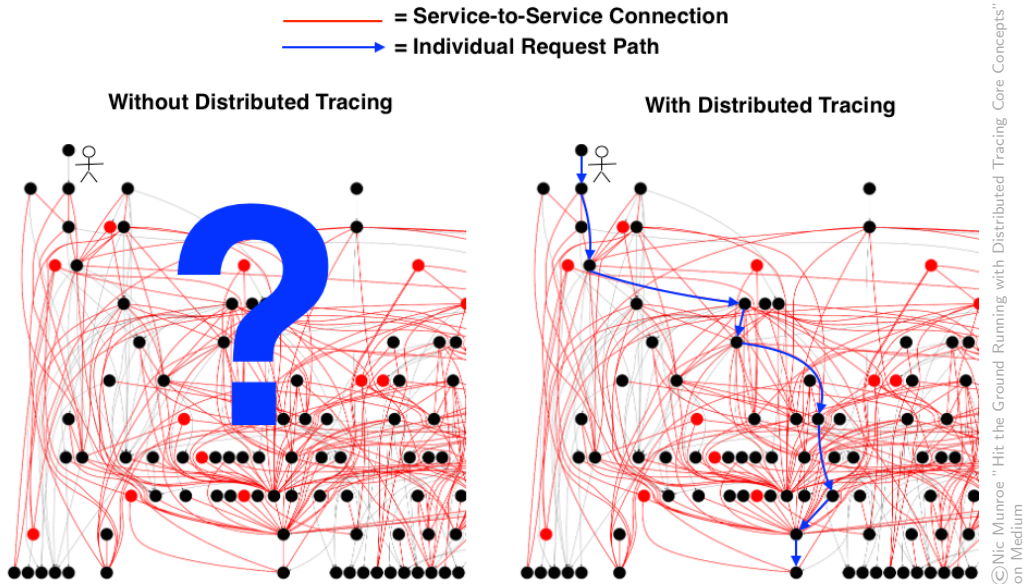 = Service-to-Service Connection
= Individual Request Path
Without Distributed Tracing
With Distributed Tracing
?
©Nic Munroe "Hit the Ground Running with Distributed Tracing Core Concepts"
on Medium